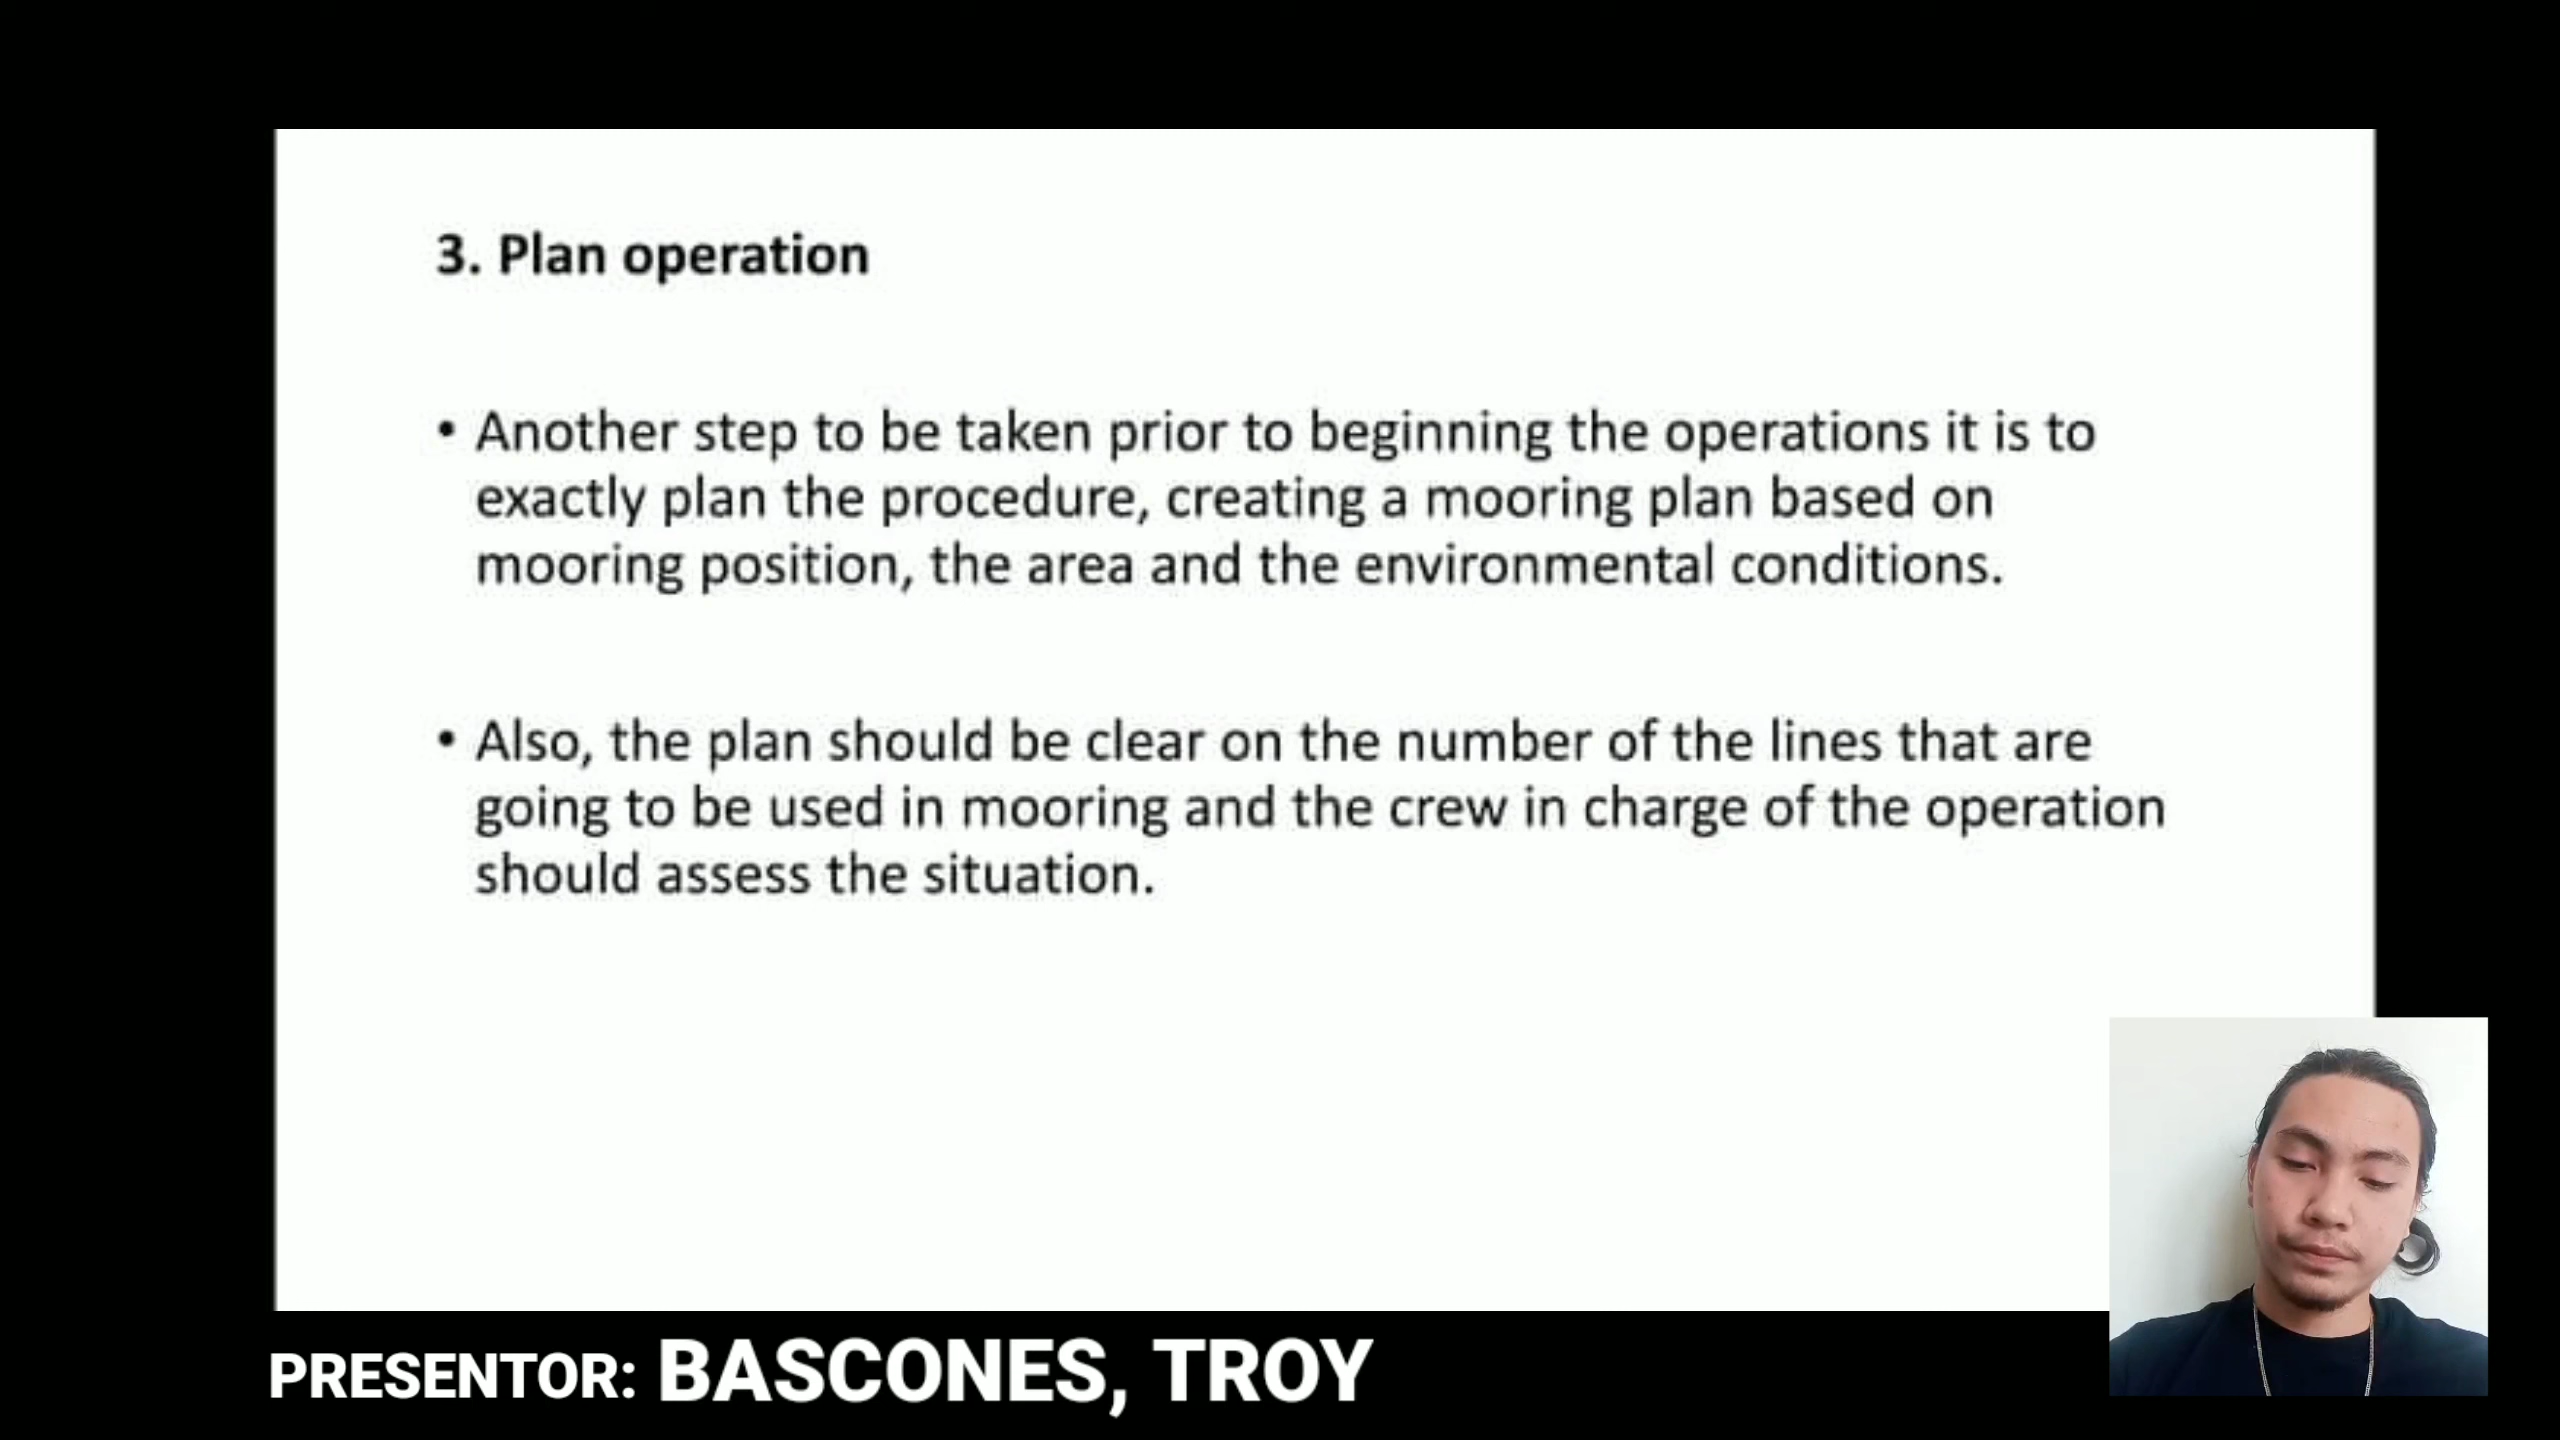 3. Plan operation
• Another step to be taken prior to beginning the operations it is to
exactly plan the procedure, creating a mooring plan based on
mooring position, the area and the environmental conditions.
• Also, the plan should be clear on the number of the lines that are
going to be used in mooring and the crew in charge of the operation
should assess the situation.
PRESENTOR: BASCONES, TROY